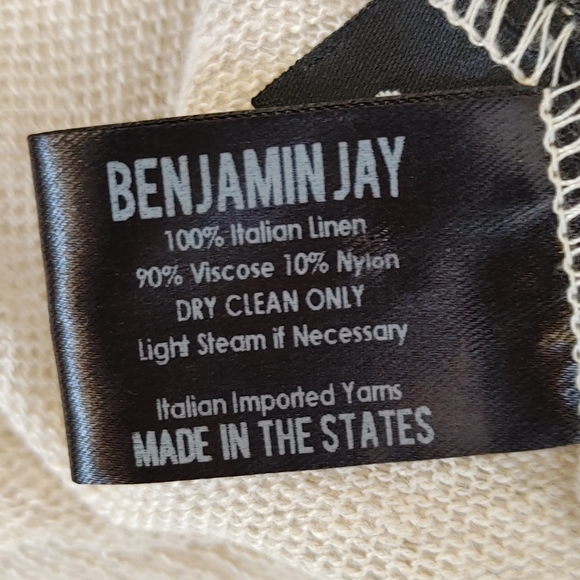 BENJAMIN JAY
100% Italian Linen
90% Viscose 10% Nylon
DRY CLEAN ONLY
Light Steam if Necessary
Italian Imported Yarns
MADE IN THE STATES